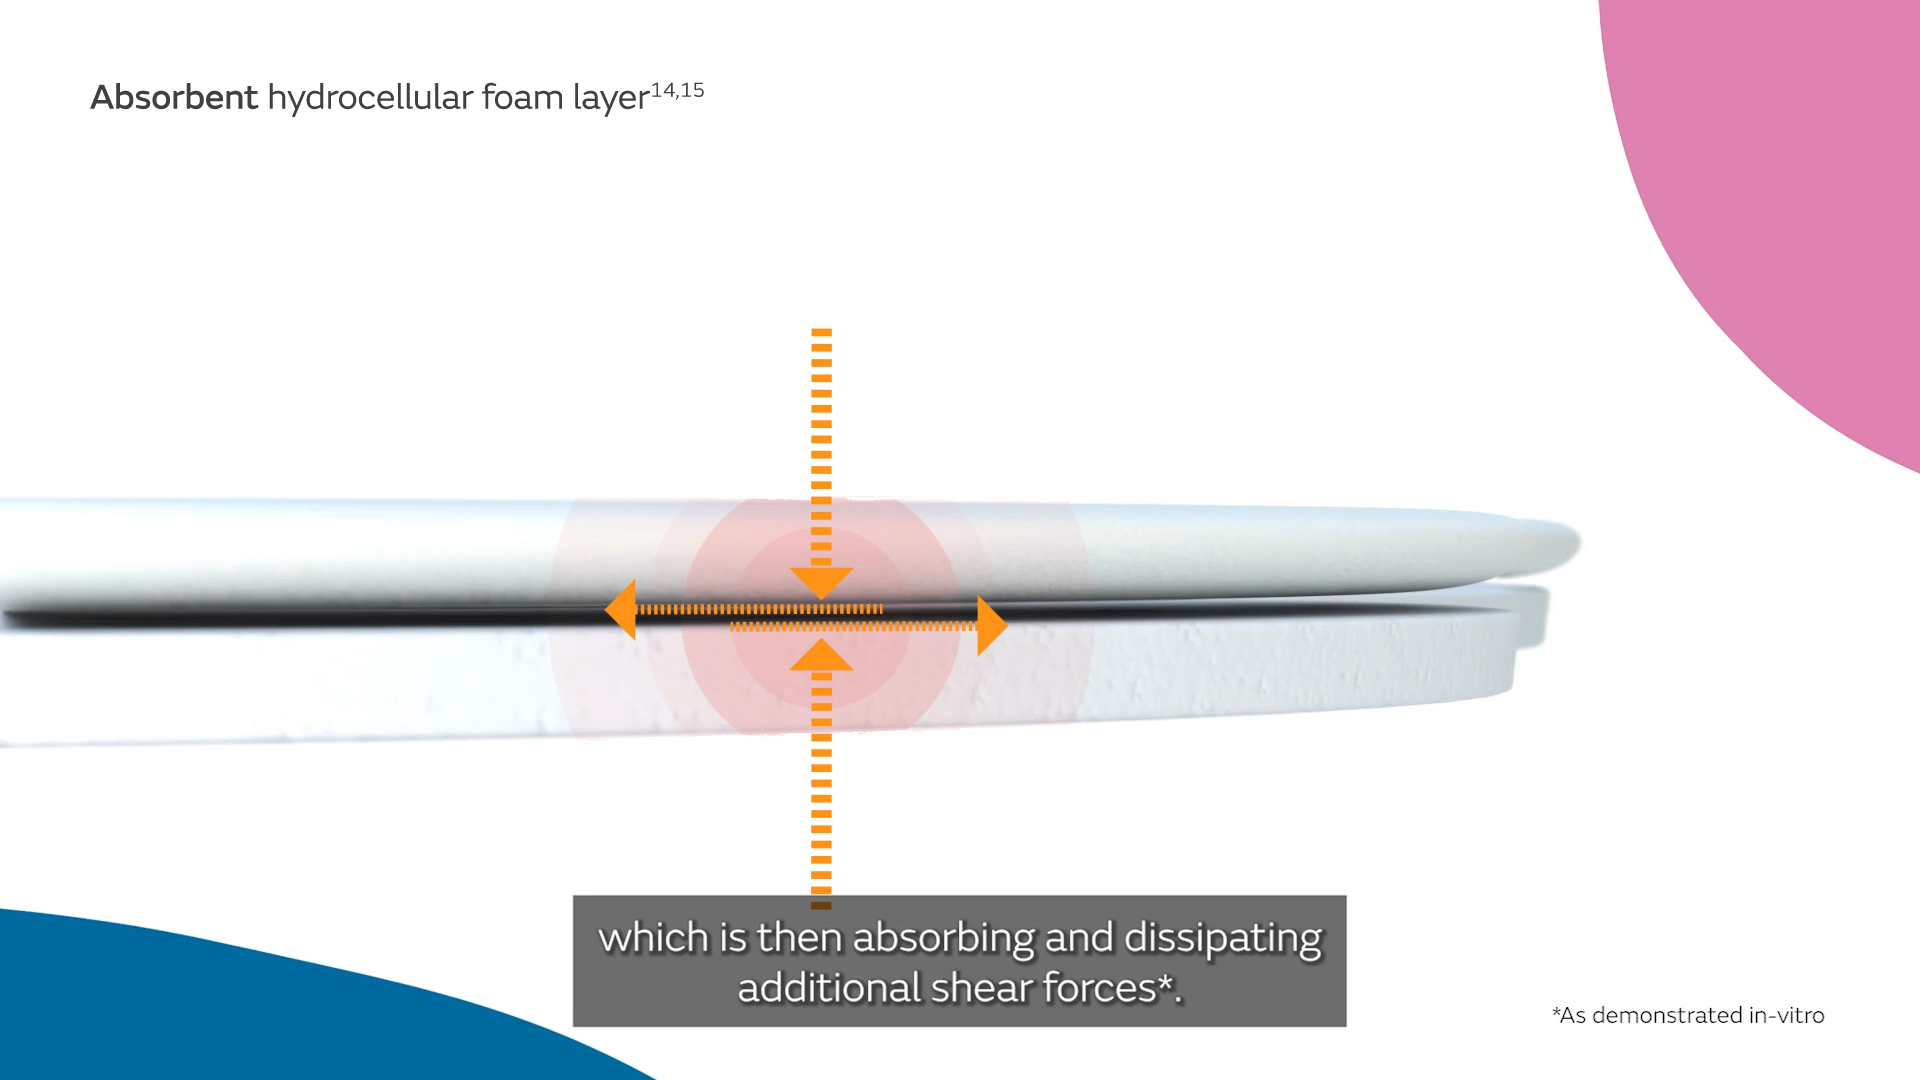 Absorbent hydrocellular foam layer14,15
which is then absorbing and dissipating
additional shear forces*.
*As demonstrated in-vitro